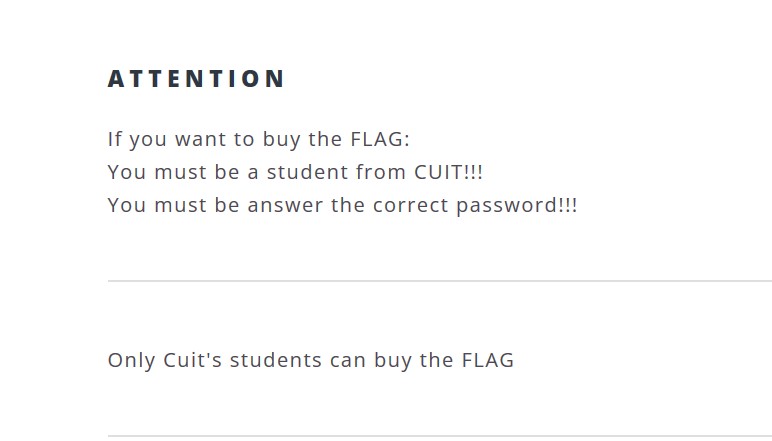 ATTENTION
If you want to buy the FLAG:
You must be a student from CUIT!!!
You must be answer the correct password!!!
Only Cuit's students can buy the FLAG